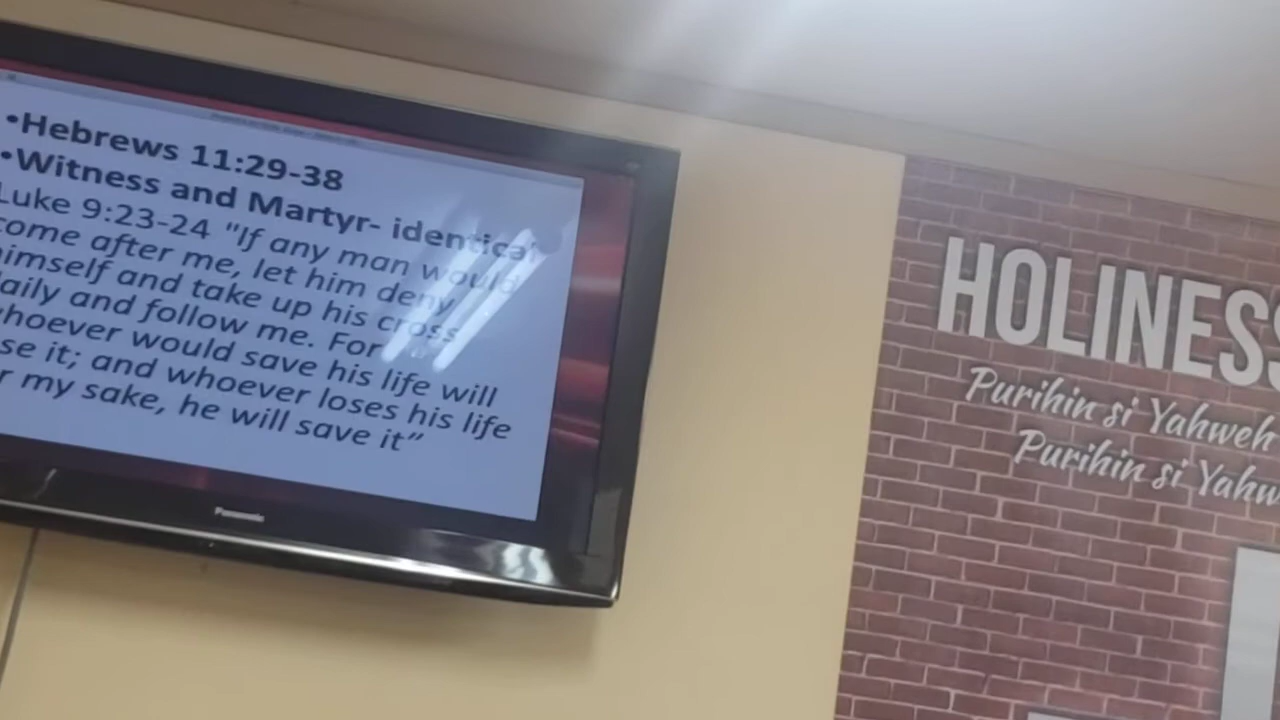 •Hebrews 11:29-38
•Witness and Martyr- identical
Luke 9:23-24 "If any man would
come after me, let him deny
himself and take up his cross
daily and follow me. For
whoever would save his life will
se it; and whoever loses his life
r my sake, he will save it"
Panasonic
HOLINESS
Purihin si Yahweh
Purihin si Yahw